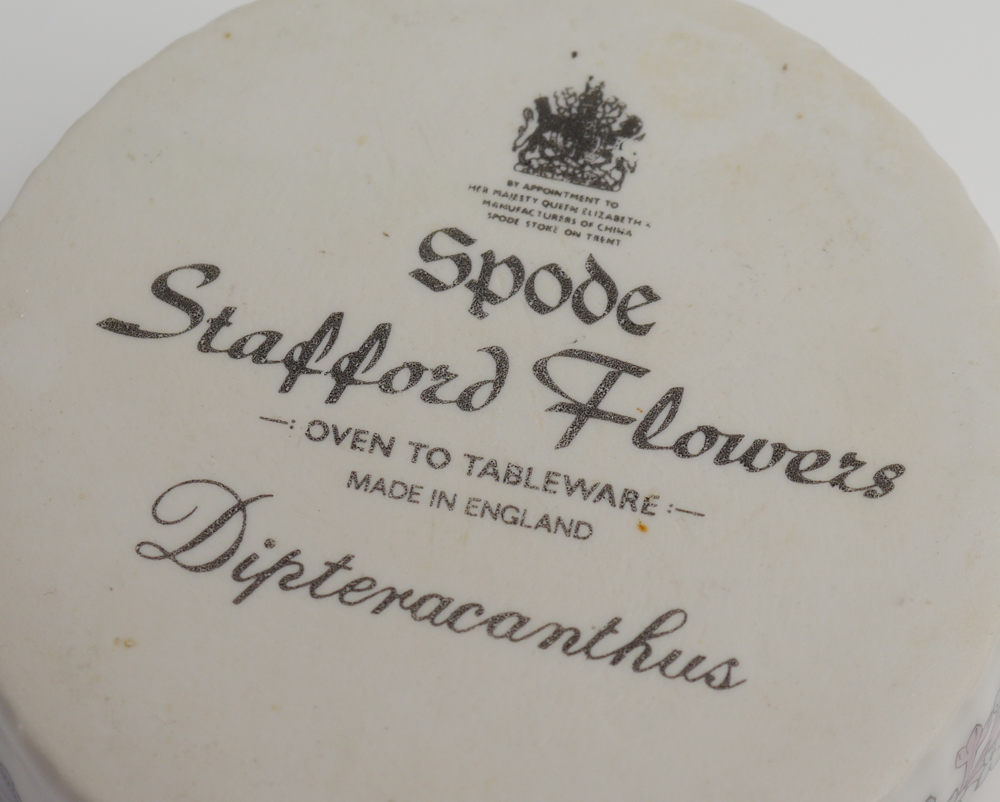 BY APPOINTMENT TO
HER MAJESTY QUEEN ELIZABETH
MANUFACTURERS OF CHINA
SPODE STOKE ON TRENT
Spode
Stafford Flowers
OVEN TO TABLEWARE
MADE IN ENGLAND
Dipteracanthus